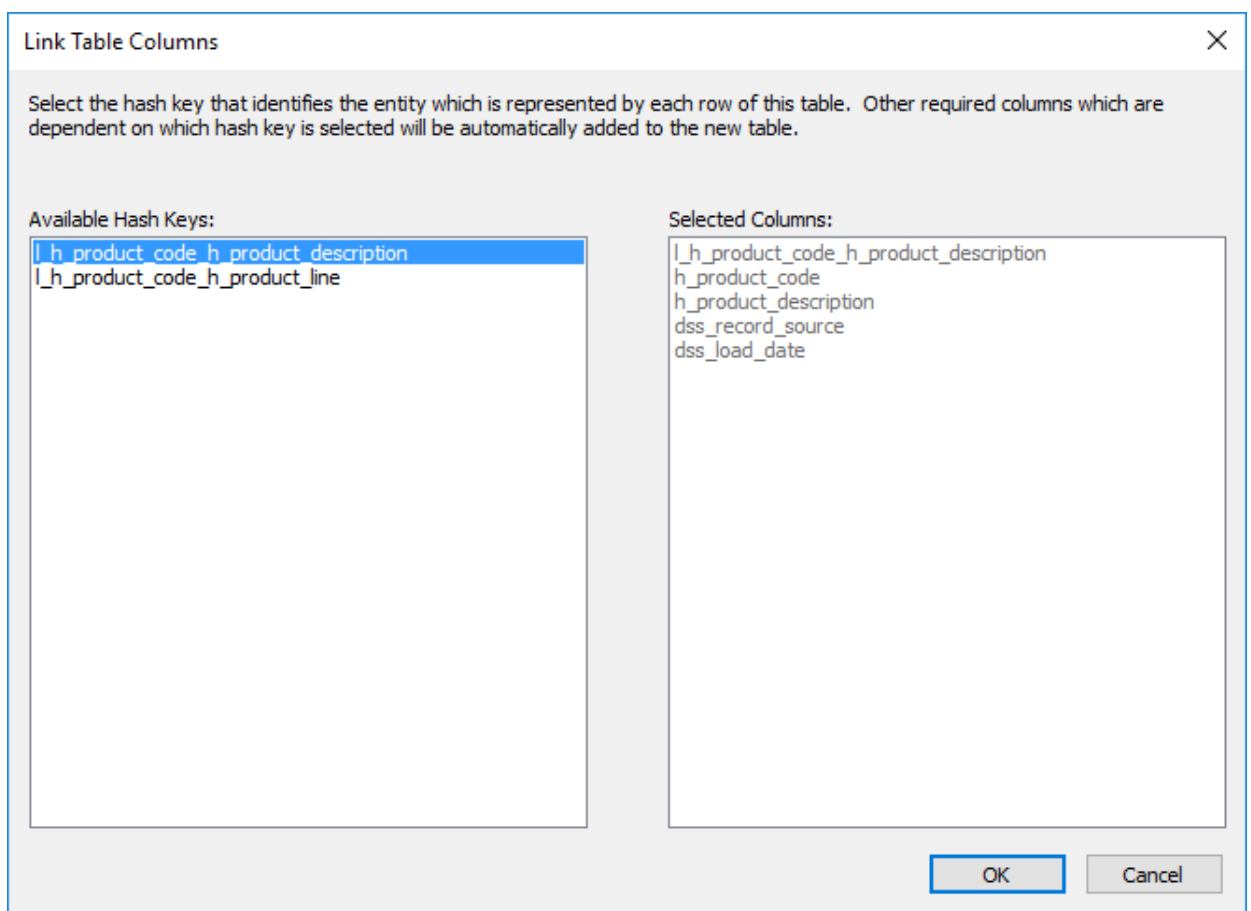 Link Table Columns
Select the hash key that identifies the entity which is represented by each row of this table.  Other required columns which are
dependent on which hash key is selected will be automatically added to the new table.
Available Hash Keys:
l_h_product_code_h_product_description
l_h_product_code_h_product_line
Selected Columns:
l_h_product_code_h_product_description
h_product_code
h_product_description
dss_record_source
dss_load_date
OK
Cancel